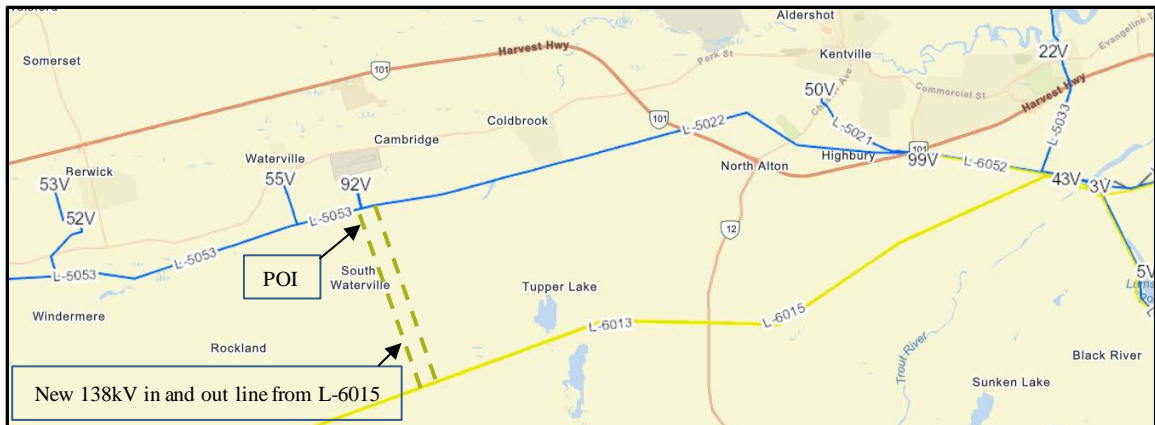 Aldershot
Somerset
Harvest Hwy
Kentville
22V
Evangeline T
101
Park St
50V
Chester Ave
Commercial St
Harvest Hwy
Coldbrook
Cambridge
101
L-5022
L-5021
L-5033
Waterville
Berwick
53V
55V
92V
North Alton
Highbury
101
99V
L-6052
43V
3V
52V
L-5053
L-5053
L-5053
12
POI
South
Waterville
Tupper Lake
5V
Windermere
L-6013
L-6015
Rockland
Trout River
Black River
New 138kV in and out line from L-6015
Sunken Lake